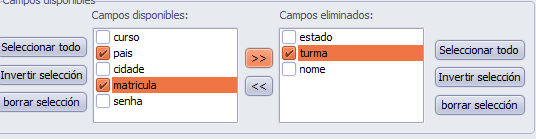 Campos disponibles
Campos disponibles:
Campos eliminados:
Seleccionar todo
Invertir selección
borrar selección
curso
pais
cidade
matricula
senha
>>
<<
estado
turma
nome
Seleccionar todo
Invertir selección
borrar selección